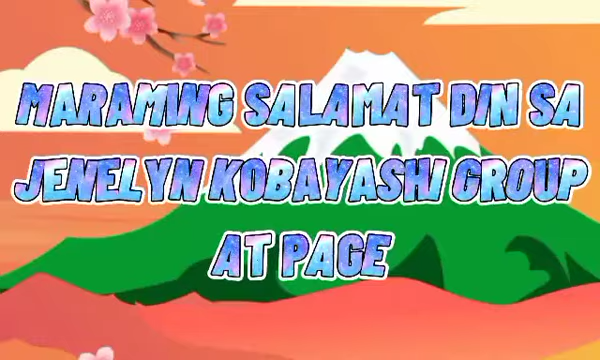 MARAMING SALAMAT DIN SA
JENELYN KOBAYASHI GROUP
AT PAGE